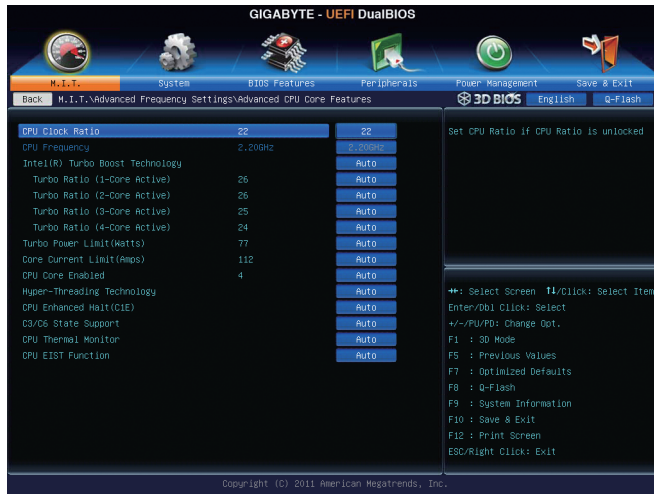 GIGABYTE - UEFI DualBIOS
M.I.T. System BIOS Features Peripherals Power Management Save & Exit
Back M.I.T.\Advanced Frequency Settings\Advanced CPU Core Features 3D BIOS English Q-Flash
CPU Clock Ratio 22 22
CPU Frequency 2.20GHz 2.20GHz
Intel(R) Turbo Boost Technology Auto
Turbo Ratio (1-Core Active) 26 Auto
Turbo Ratio (2-Core Active) 26 Auto
Turbo Ratio (3-Core Active) 25 Auto
Turbo Ratio (4-Core Active) 24 Auto
Turbo Power Limit(Watts) 77 Auto
Core Current Limit(Amps) 112 Auto
CPU Core Enabled 4 Auto
Hyper-Threading Technology Auto
CPU Enhanced Halt(C1E) Auto
C3/C6 State Support Auto
CPU Thermal Monitor Auto
CPU EIST Function Auto
Set CPU Ratio if CPU Ratio is unlocked
↔: Select Screen ↑↓/Click: Select Item
Enter/Dbl Click: Select
+/-/PU/PD: Change Opt.
F1 : 3D Mode
F5 : Previous Values
F7 : Optimized Defaults
F8 : Q-Flash
F9 : System Information
F10 : Save & Exit
F12 : Print Screen
ESC/Right Click: Exit
Copyright (C) 2011 American Megatrends, Inc.